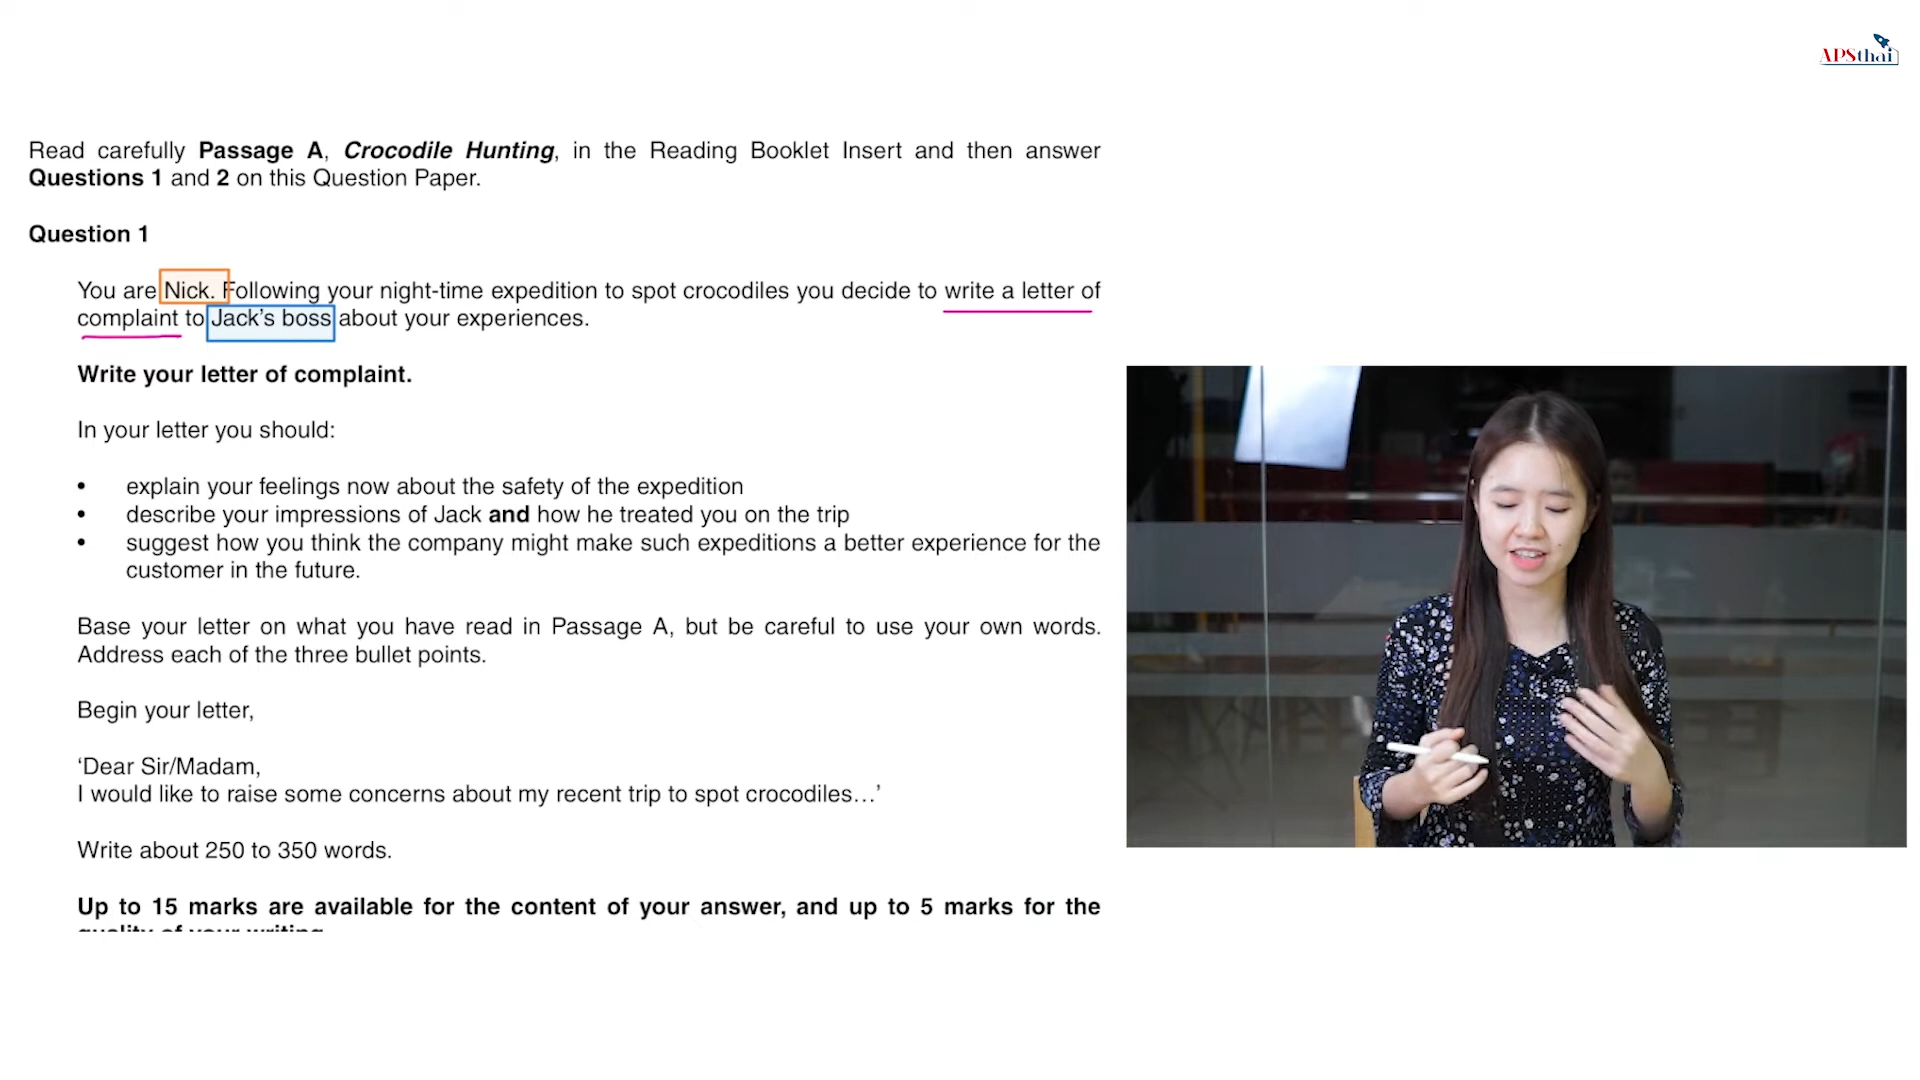 APSthai
Read carefully Passage A, Crocodile Hunting, in the Reading Booklet Insert and then answer
Questions 1 and 2 on this Question Paper.
Question 1
You are Nick. Following your night-time expedition to spot crocodiles you decide to write a letter of
complaint to Jack’s boss about your experiences.
Write your letter of complaint.
In your letter you should:
• explain your feelings now about the safety of the expedition
• describe your impressions of Jack and how he treated you on the trip
• suggest how you think the company might make such expeditions a better experience for the
customer in the future.
Base your letter on what you have read in Passage A, but be careful to use your own words.
Address each of the three bullet points.
Begin your letter,
‘Dear Sir/Madam,
I would like to raise some concerns about my recent trip to spot crocodiles…’
Write about 250 to 350 words.
Up to 15 marks are available for the content of your answer, and up to 5 marks for the
quality of your writing.